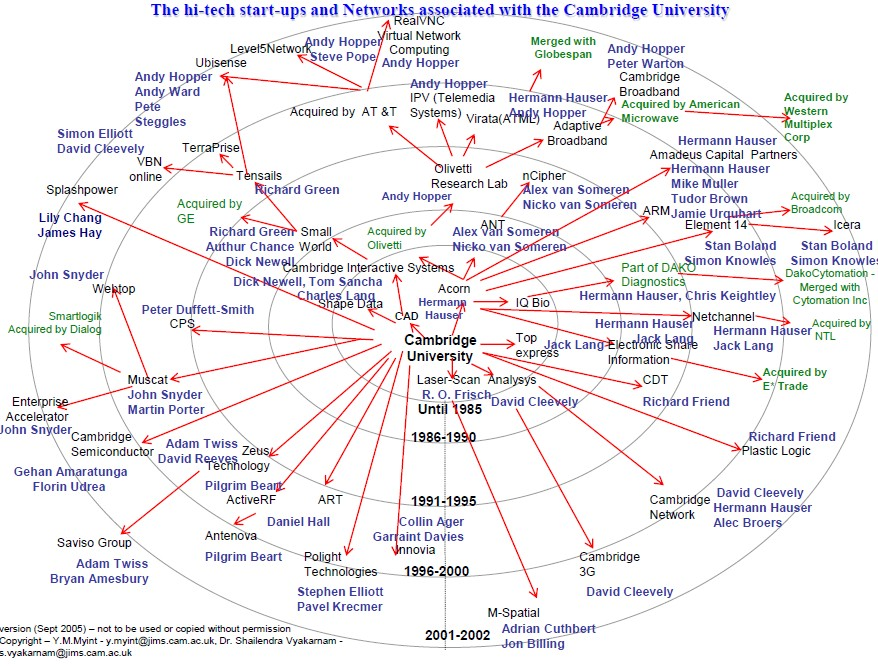 The hi-tech start-ups and Networks associated with the Cambridge University
RealVNC
Virtual Network
Computing
Andy Hopper
Level5Network
Andy Hopper
Steve Pope
Ubisense
Andy Hopper
Andy Ward
Pete
Steggles
Merged with
Globespan
Andy Hopper
Peter Warton
Cambridge
Broadband
Andy Hopper
IPV (Telemedia
Systems)
Acquired by AT &T
Hermann Hauser
Andy Hopper
Virata(ATML)
Adaptive
Broadband
Acquired by American
Microwave
Acquired by
Western
Multiplex
Corp
Simon Elliott
David Cleevely
VBN
online
TerraPrise
Tensails
Richard Green
Splashpower
Lily Chang
James Hay
Acquired by
GE
Olivetti
Research Lab
Andy Hopper
nCipher
Alex van Someren
Nicko van Someren
Hermann Hauser
Amadeus Capital Partners
Hermann Hauser
Mike Muller
Tudor Brown
Jamie Urquhart
ARM
Acquired by
Broadcom
Element 14
Icera
Stan Boland
Simon Knowles
Stan Boland
Simon Knowles
Richard Green
Authur Chance
Dick Newell
Small
World
Acquired by
Olivetti
ANT
Alex van Someren
Nicko van Someren
Cambridge Interactive Systems
Dick Newell, Tom Sancha
Charles Lang
Part of DAKO
Diagnostics
DakoCytomation -
Merged with
Cytomation Inc
John Snyder
Webtop
Shape Data
CAD
Acorn
Hermann
Hauser
IQ Bio
Hermann Hauser, Chris Keightley
Smartlogik
Acquired by Dialog
Peter Duffett-Smith
CPS
Netchannel
Hermann Hauser
Jack Lang
Hermann Hauser
Jack Lang
Acquired by
NTL
Cambridge
University
Top
express
Jack Lang
Electronic Share
Information
Acquired by
E* Trade
Muscat
John Snyder
Martin Porter
Laser-Scan
R. O. Frisch
Analysys
David Cleevely
CDT
Richard Friend
Enterprise
Accelerator
John Snyder
Until 1985
1986-1990
Cambridge
Semiconductor
Gehan Amaratunga
Florin Udrea
Adam Twiss
David Reeves
Zeus
Technology
Richard Friend
Plastic Logic
Pilgrim Beart
ActiveRF
ART
1991-1995
Cambridge
Network
David Cleevely
Hermann Hauser
Alec Broers
Daniel Hall
Antenova
Pilgrim Beart
Collin Ager
Garraint Davies
Innovia
Saviso Group
Adam Twiss
Bryan Amesbury
Polight
Technologies
Stephen Elliott
Pavel Krecmer
1996-2000
Cambridge
3G
David Cleevely
M-Spatial
Adrian Cuthbert
Jon Billing
2001-2002
version (Sept 2005) – not to be used or copied without permission
Copyright – Y.M.Myint - y.myint@jims.cam.ac.uk, Dr. Shailendra Vyakarnam -
s.vyakarnam@jims.cam.ac.uk